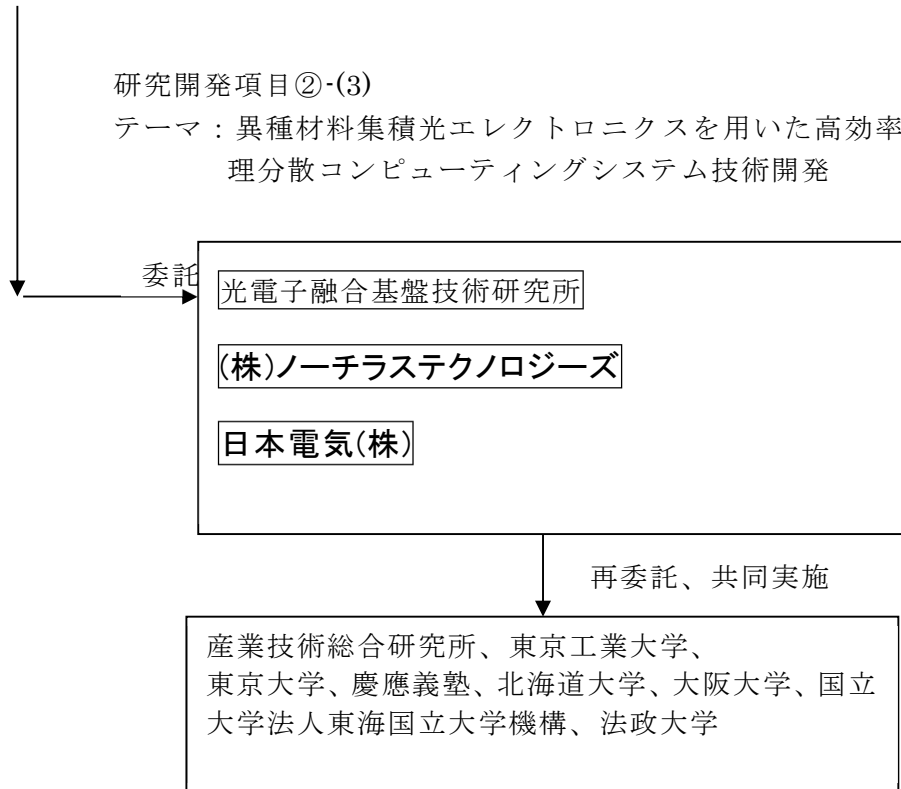 研究開発項目②-(3)
テーマ：異種材料集積光エレクトロニクスを用いた高効率
理分散コンピューティングシステム技術開発
委託
光電子融合基盤技術研究所
(株)ノーチラステクノロジーズ
日本電気(株)
再委託、共同実施
産業技術総合研究所、東京工業大学、
東京大学、慶應義塾、北海道大学、大阪大学、国立
大学法人東海国立大学機構、法政大学